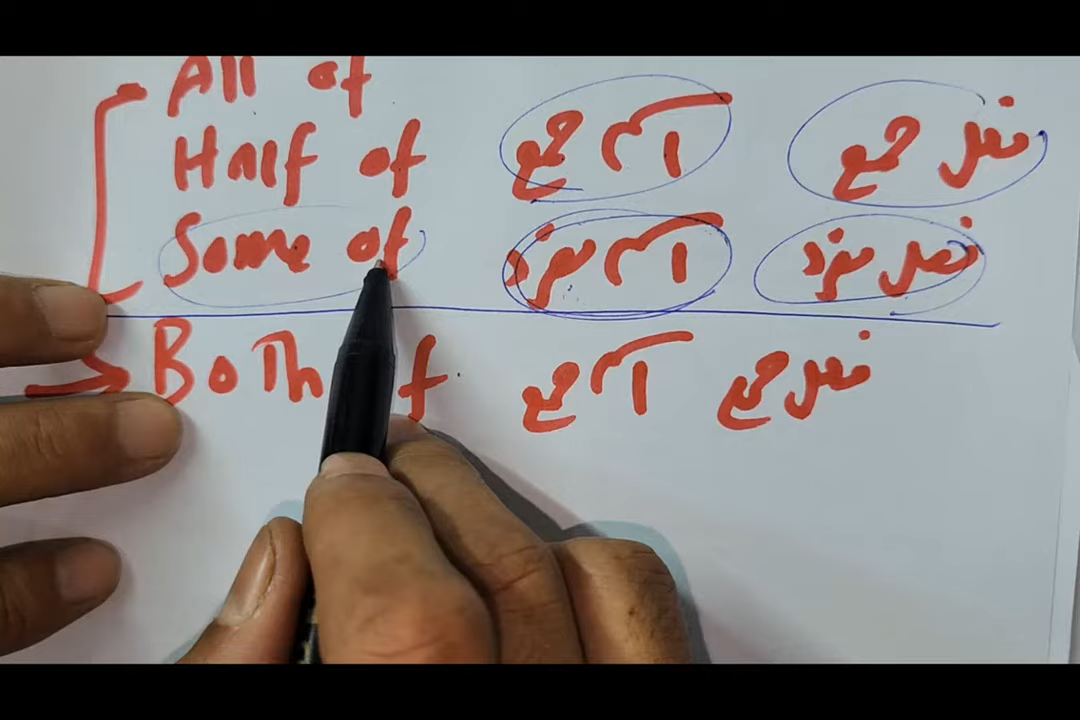 All of
Half of اسم جمع فعل جمع
Some of اسم مفرد فعل مفرد
Both of اسم جمع فعل جمع